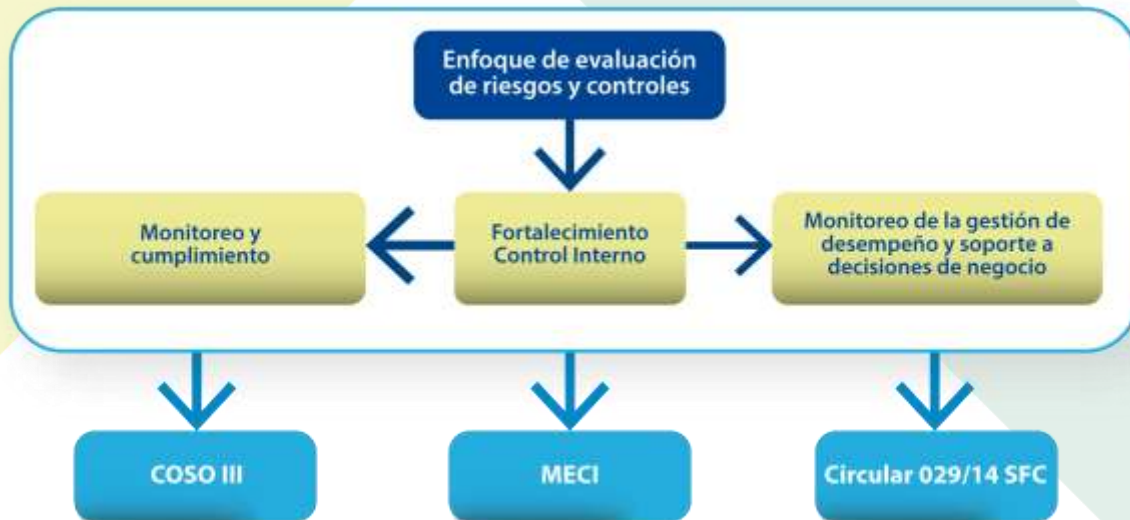 Enfoque de evaluación
de riesgos y controles
Monitoreo y
cumplimiento
Fortalecimiento
Control Interno
Monitoreo de la gestión de
desempeño y soporte a
decisiones de negocio
COSO III
MECI
Circular 029/14 SFC